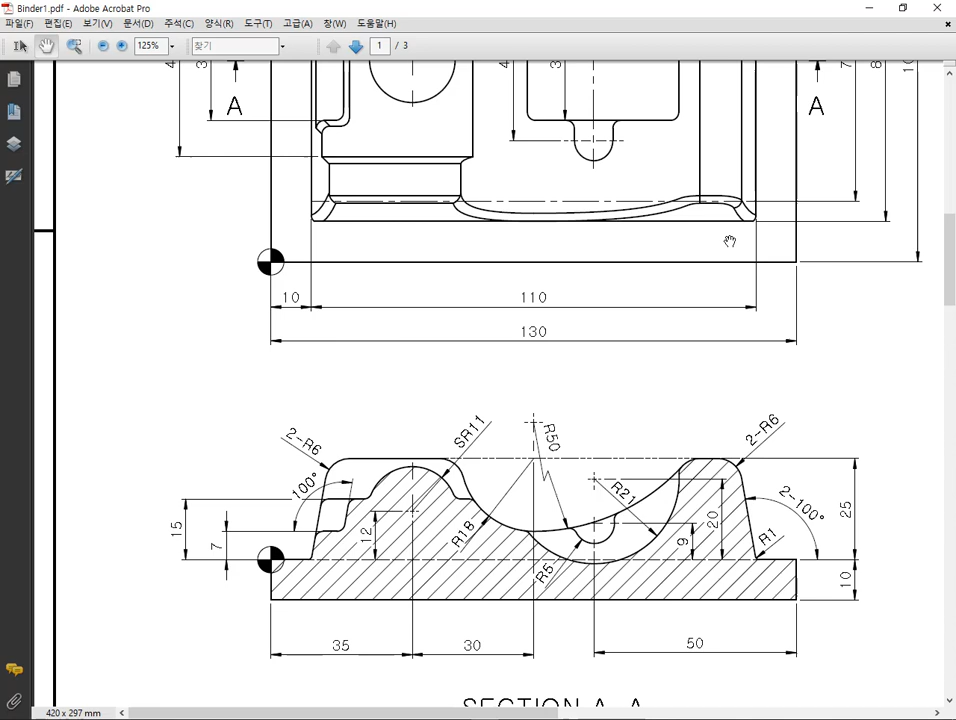 Binder1.pdf - Adobe Acrobat Pro
파일(F) 편집(E) 보기(V) 문서(D) 주석(C) 양식(R) 도구(T) 고급(A) 창(W) 도움말(H)
125% 찾기 1 / 3
A A
10 110
130
2-R6 SR11 R50 2-R6
100° R21 2-100°
15 7 12 R18 R5 9 20 R1 25 10
35 30 50
SECTION A-A
420 x 297 mm